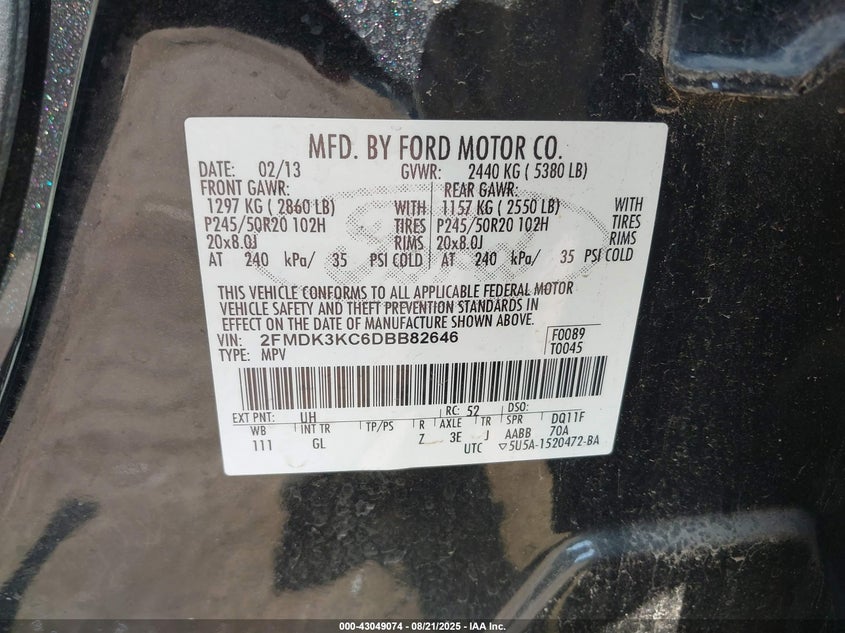 MFD. BY FORD MOTOR CO.
DATE: 02/13 GVWR: 2440 KG ( 5380 LB)
FRONT GAWR: REAR GAWR:
1297 KG ( 2860 LB) WITH 1157 KG ( 2550 LB) WITH
P245/50R20 102H TIRES P245/50R20 102H TIRES
20x8.0J RIMS 20x8.0J RIMS
AT 240 kPa/ 35 PSI COLD AT 240 kPa/ 35 PSI COLD
THIS VEHICLE CONFORMS TO ALL APPLICABLE FEDERAL MOTOR
VEHICLE SAFETY AND THEFT PREVENTION STANDARDS IN
EFFECT ON THE DATE OF MANUFACTURE SHOWN ABOVE.
VIN: 2FMDK3KC6DBB82646 F0089
TYPE: MPV T0045
EXT PNT: UH RC: 52 DSO:
WB INT TR TP/PS R AXLE TR SPR DQ11F
111 GL Z 3E J AABB 70A
UTC ▽5U5A-1520472-BA
000-43049074 - 08/21/2025 - IAA Inc.